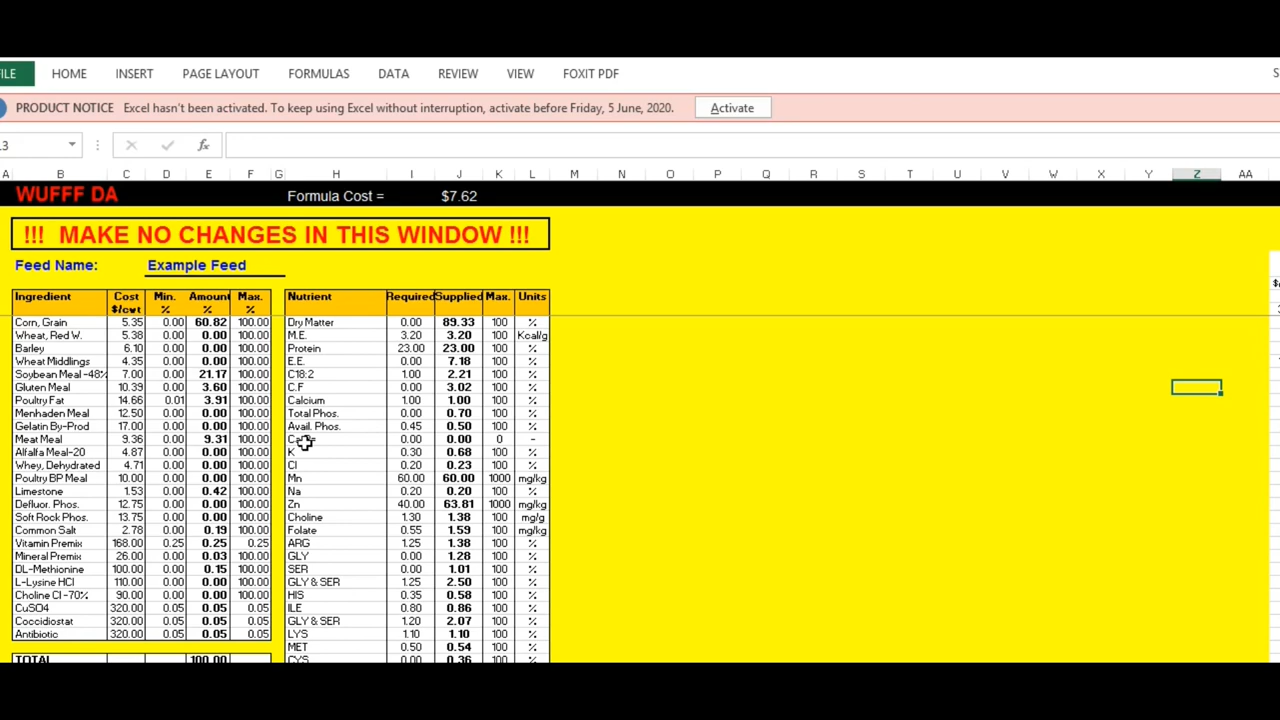 FILE HOME INSERT PAGE LAYOUT FORMULAS DATA REVIEW VIEW FOXIT PDF S
PRODUCT NOTICE Excel hasn't been activated. To keep using Excel without interruption, activate before Friday, 5 June, 2020. Activate
.3 fx
A B C D E F G H I J K L M N O P Q R S T U V W X Y Z AA
WUFFF DA Formula Cost = $7.62
!!! MAKE NO CHANGES IN THIS WINDOW !!!
Feed Name: Example Feed
Ingredient Cost Min. Amount Max. Nutrient Required Supplied Max. Units
$/cwt % % %
Corn, Grain 5.35 0.00 60.82 100.00 Dry Matter 0.00 89.33 100 %
Wheat, Red W. 5.38 0.00 0.00 100.00 M.E. 3.20 3.20 100 Kcal/g
Barley 6.10 0.00 0.00 100.00 Protein 23.00 23.00 100 %
Wheat Middlings 4.35 0.00 0.00 100.00 E.E. 0.00 7.18 100 %
Soybean Meal -48% 7.00 0.00 21.17 100.00 C18:2 1.00 2.21 100 %
Gluten Meal 10.39 0.00 3.60 100.00 C.F 0.00 3.02 100 %
Poultry Fat 14.66 0.01 3.91 100.00 Calcium 1.00 1.00 100 %
Menhaden Meal 12.50 0.00 0.00 100.00 Total Phos. 0.00 0.70 100 %
Gelatin By-Prod 17.00 0.00 0.00 100.00 Avail. Phos. 0.45 0.50 100 %
Meat Meal 9.36 0.00 9.31 100.00 0.00 0.00 0 -
Alfalfa Meal-20 4.87 0.00 0.00 100.00 K 0.30 0.68 100 %
Whey, Dehydrated 4.71 0.00 0.00 100.00 Cl 0.20 0.23 100 %
Poultry BP Meal 10.00 0.00 0.00 100.00 Mn 60.00 60.00 1000 mg/kg
Limestone 1.53 0.00 0.42 100.00 Na 0.20 0.20 100 %
Defluor. Phos. 12.75 0.00 0.00 100.00 Zn 40.00 63.81 1000 mg/kg
Soft Rock Phos. 13.75 0.00 0.00 100.00 Choline 1.30 1.38 100 mg/g
Common Salt 2.78 0.00 0.19 100.00 Folate 0.55 1.59 100 mg/kg
Vitamin Premix 168.00 0.25 0.25 0.25 ARG 1.25 1.38 100 %
Mineral Premix 26.00 0.00 0.03 100.00 GLY 0.00 1.28 100 %
DL-Methionine 100.00 0.00 0.15 100.00 SER 0.00 1.01 100 %
L-Lysine HCl 110.00 0.00 0.00 100.00 GLY & SER 1.25 2.50 100 %
Choline Cl -70% 90.00 0.00 0.00 100.00 HIS 0.35 0.58 100 %
CuSO4 320.00 0.05 0.05 0.05 ILE 0.80 0.86 100 %
Coccidiostat 320.00 0.05 0.05 0.05 GLY & SER 1.20 2.07 100 %
Antibiotic 320.00 0.05 0.05 0.05 LYS 1.10 1.10 100 %
MET 0.50 0.54 100 %
TOTAL 100.00 CYS 0.00 0.36 100 %